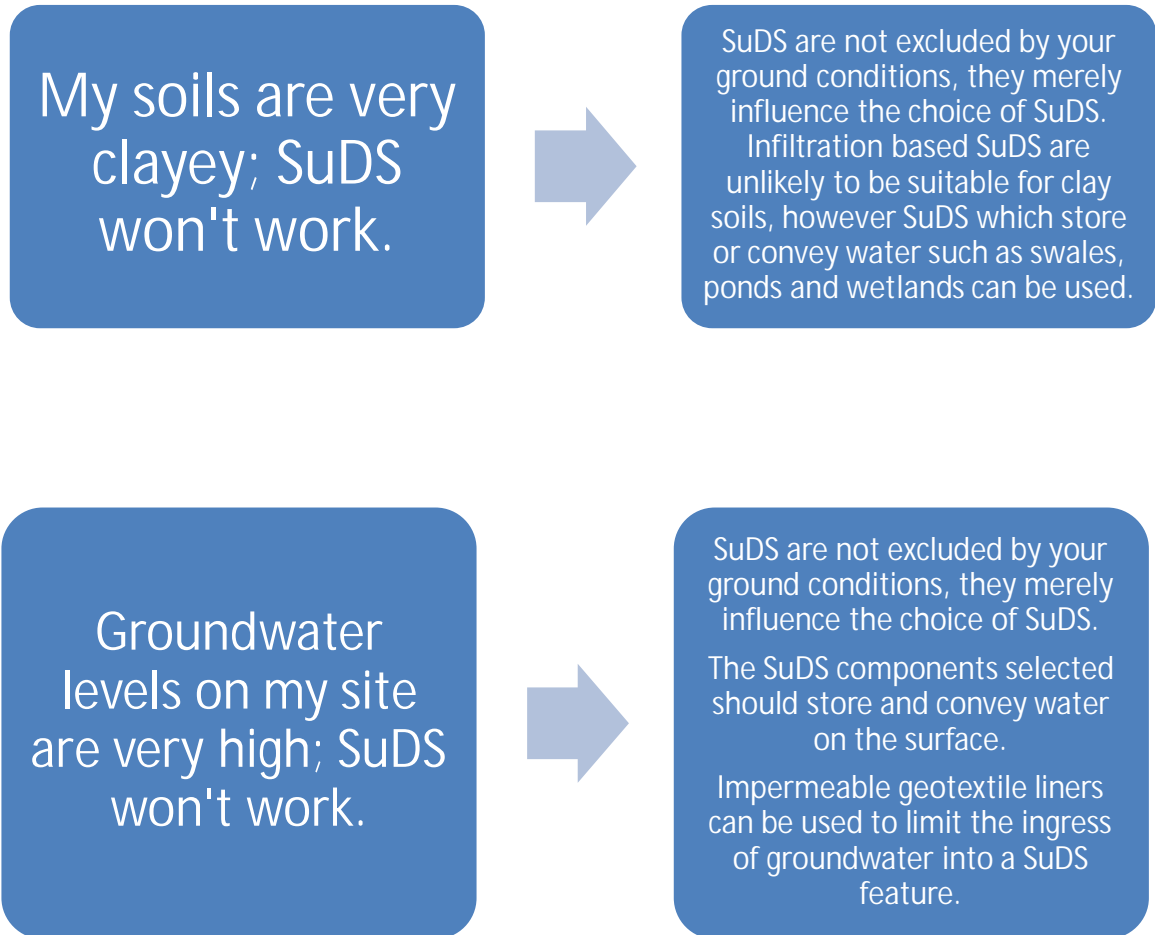 My soils are very
clayey; SuDS
won't work.
SuDS are not excluded by your
ground conditions, they merely
influence the choice of SuDS.
Infiltration based SuDS are
unlikely to be suitable for clay
soils, however SuDS which store
or convey water such as swales,
ponds and wetlands can be used.
Groundwater
levels on my site
are very high; SuDS
won't work.
SuDS are not excluded by your
ground conditions, they merely
influence the choice of SuDS.
The SuDS components selected
should store and convey water
on the surface.
Impermeable geotextile liners
can be used to limit the ingress
of groundwater into a SuDS
feature.